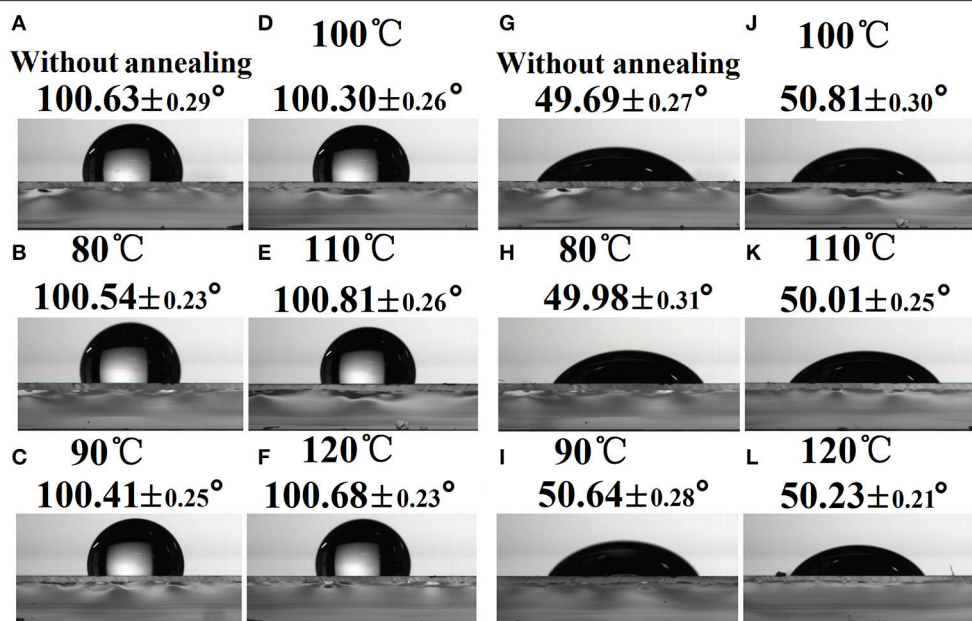 A
Without annealing
100.63±0.29°
D
100℃
100.30±0.26°
G
Without annealing
49.69±0.27°
J
100℃
50.81±0.30°
B
80℃
100.54±0.23°
E
110℃
100.81±0.26°
H
80℃
49.98±0.31°
K
110℃
50.01±0.25°
C
90℃
100.41±0.25°
F
120℃
100.68±0.23°
I
90℃
50.64±0.28°
L
120℃
50.23±0.21°